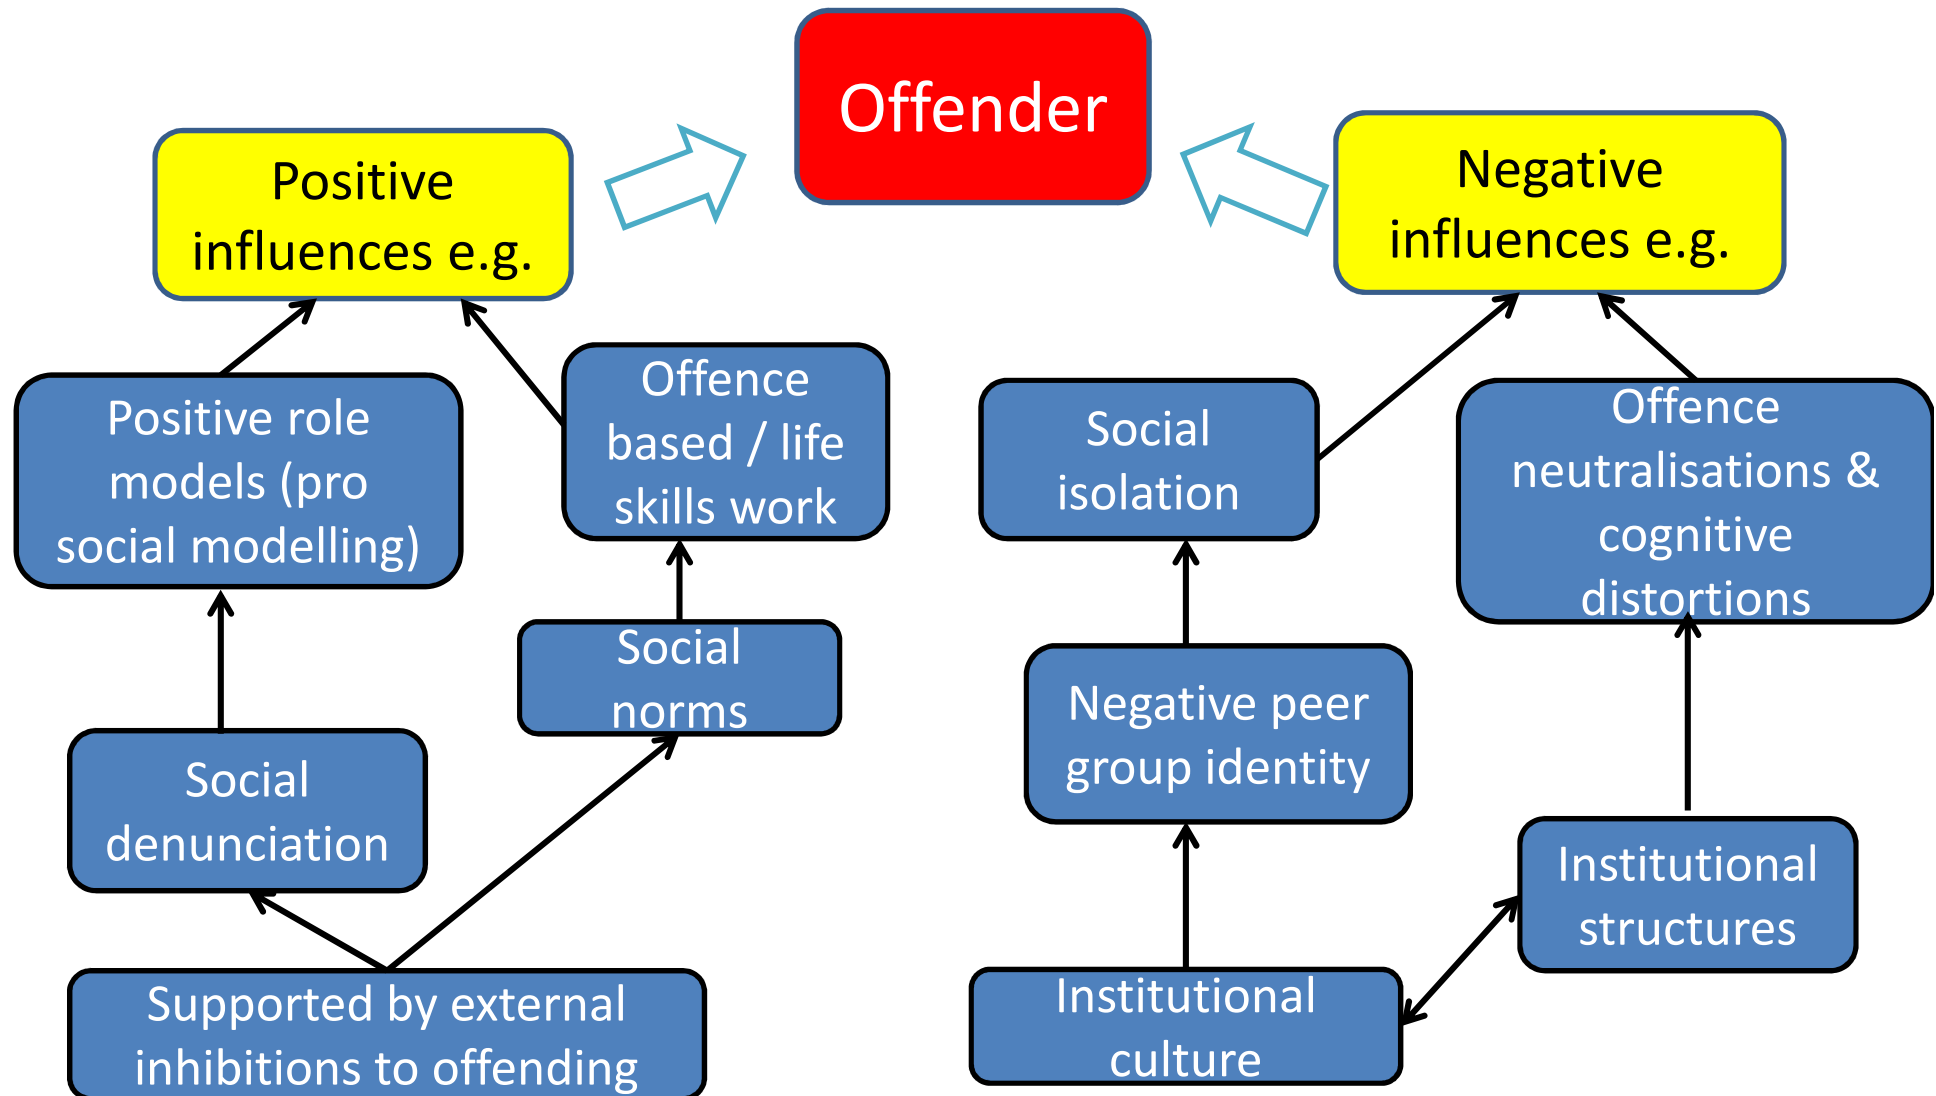 Offender
Positive
influences e.g.
Negative
influences e.g.
Positive role
models (pro
social modelling)
Offence
based / life
skills work
Social
isolation
Offence
neutralisations &
cognitive
distortions
Social
norms
Negative peer
group identity
Social
denunciation
Institutional
structures
Supported by external
inhibitions to offending
Institutional
culture